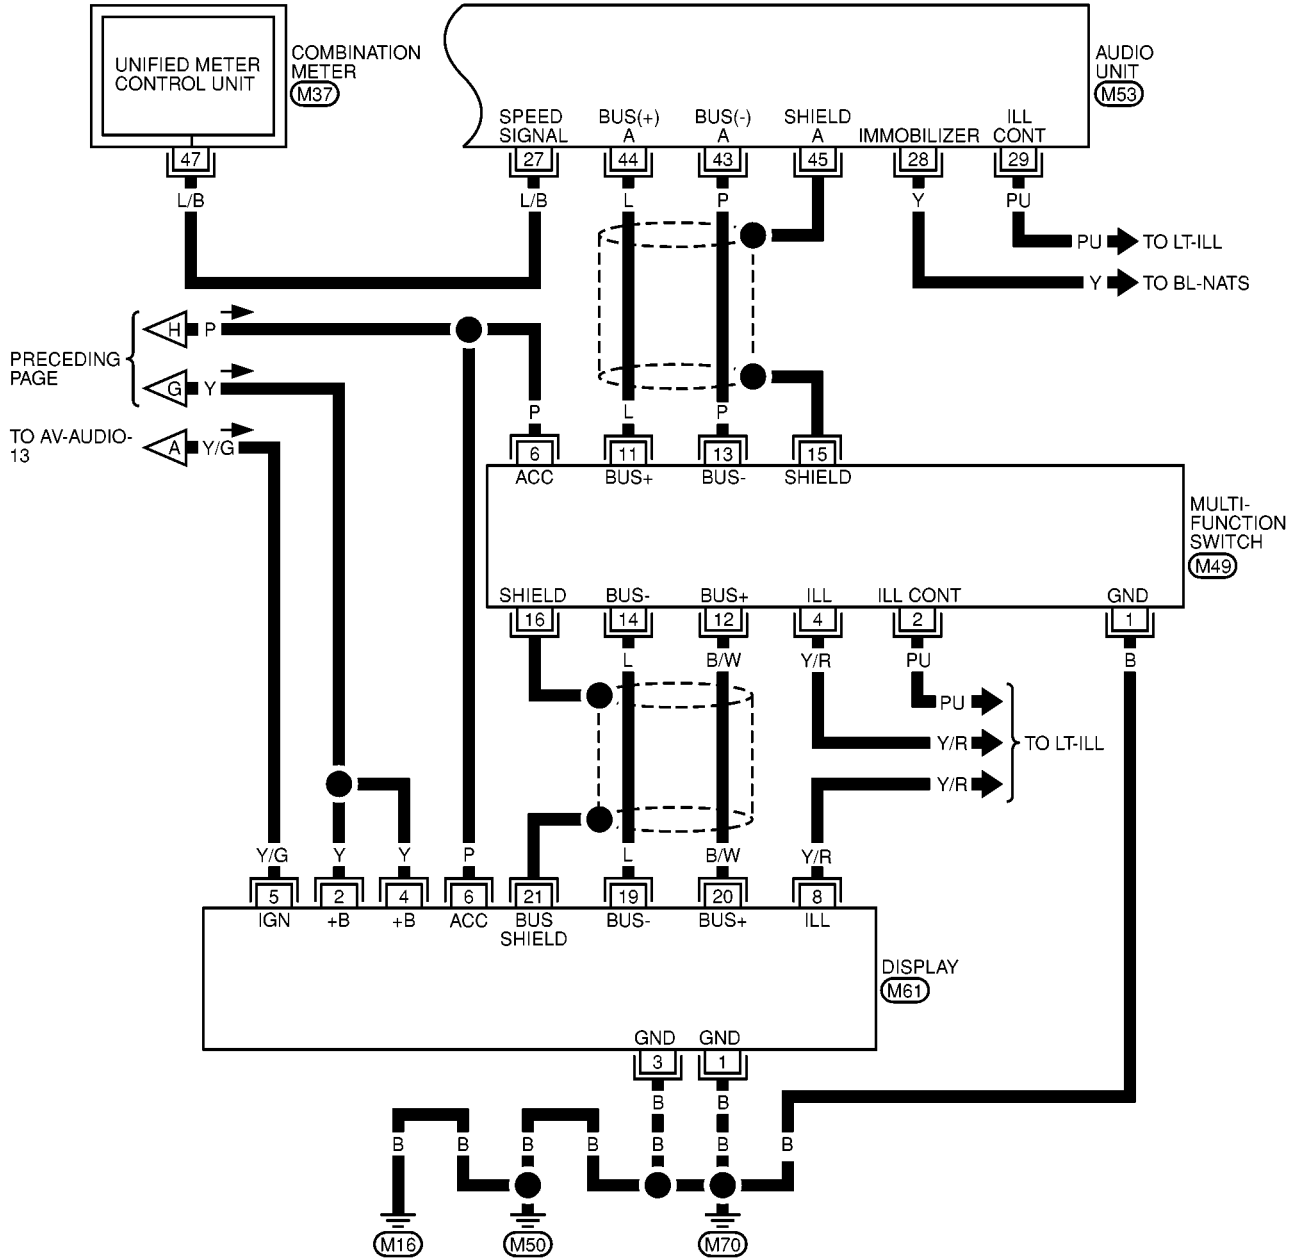 UNIFIED METER
CONTROL UNIT
COMBINATION
METER
M37
AUDIO
UNIT
M53
SPEED
SIGNAL
BUS(+)
A
BUS(-)
A
SHIELD
A
IMMOBILIZER
ILL
CONT
47
27
44
43
45
28
29
L/B
L/B
L
P
Y
PU
PU
TO LT-ILL
Y
TO BL-NATS
PRECEDING
PAGE
H
P
G
Y
TO AV-AUDIO-
13
A
Y/G
P
L
P
6
11
13
15
ACC
BUS+
BUS-
SHIELD
MULTI-
FUNCTION
SWITCH
M49
SHIELD
BUS-
BUS+
ILL
ILL CONT
GND
16
14
12
4
2
1
L
B/W
Y/R
PU
B
PU
Y/R
Y/R
TO LT-ILL
Y/G
Y
Y
P
L
B/W
Y/R
5
2
4
6
21
19
20
8
IGN
+B
+B
ACC
BUS
SHIELD
BUS-
BUS+
ILL
DISPLAY
M61
GND
GND
3
1
B
B
B
B
B
B
B
B
B
M16
M50
M70